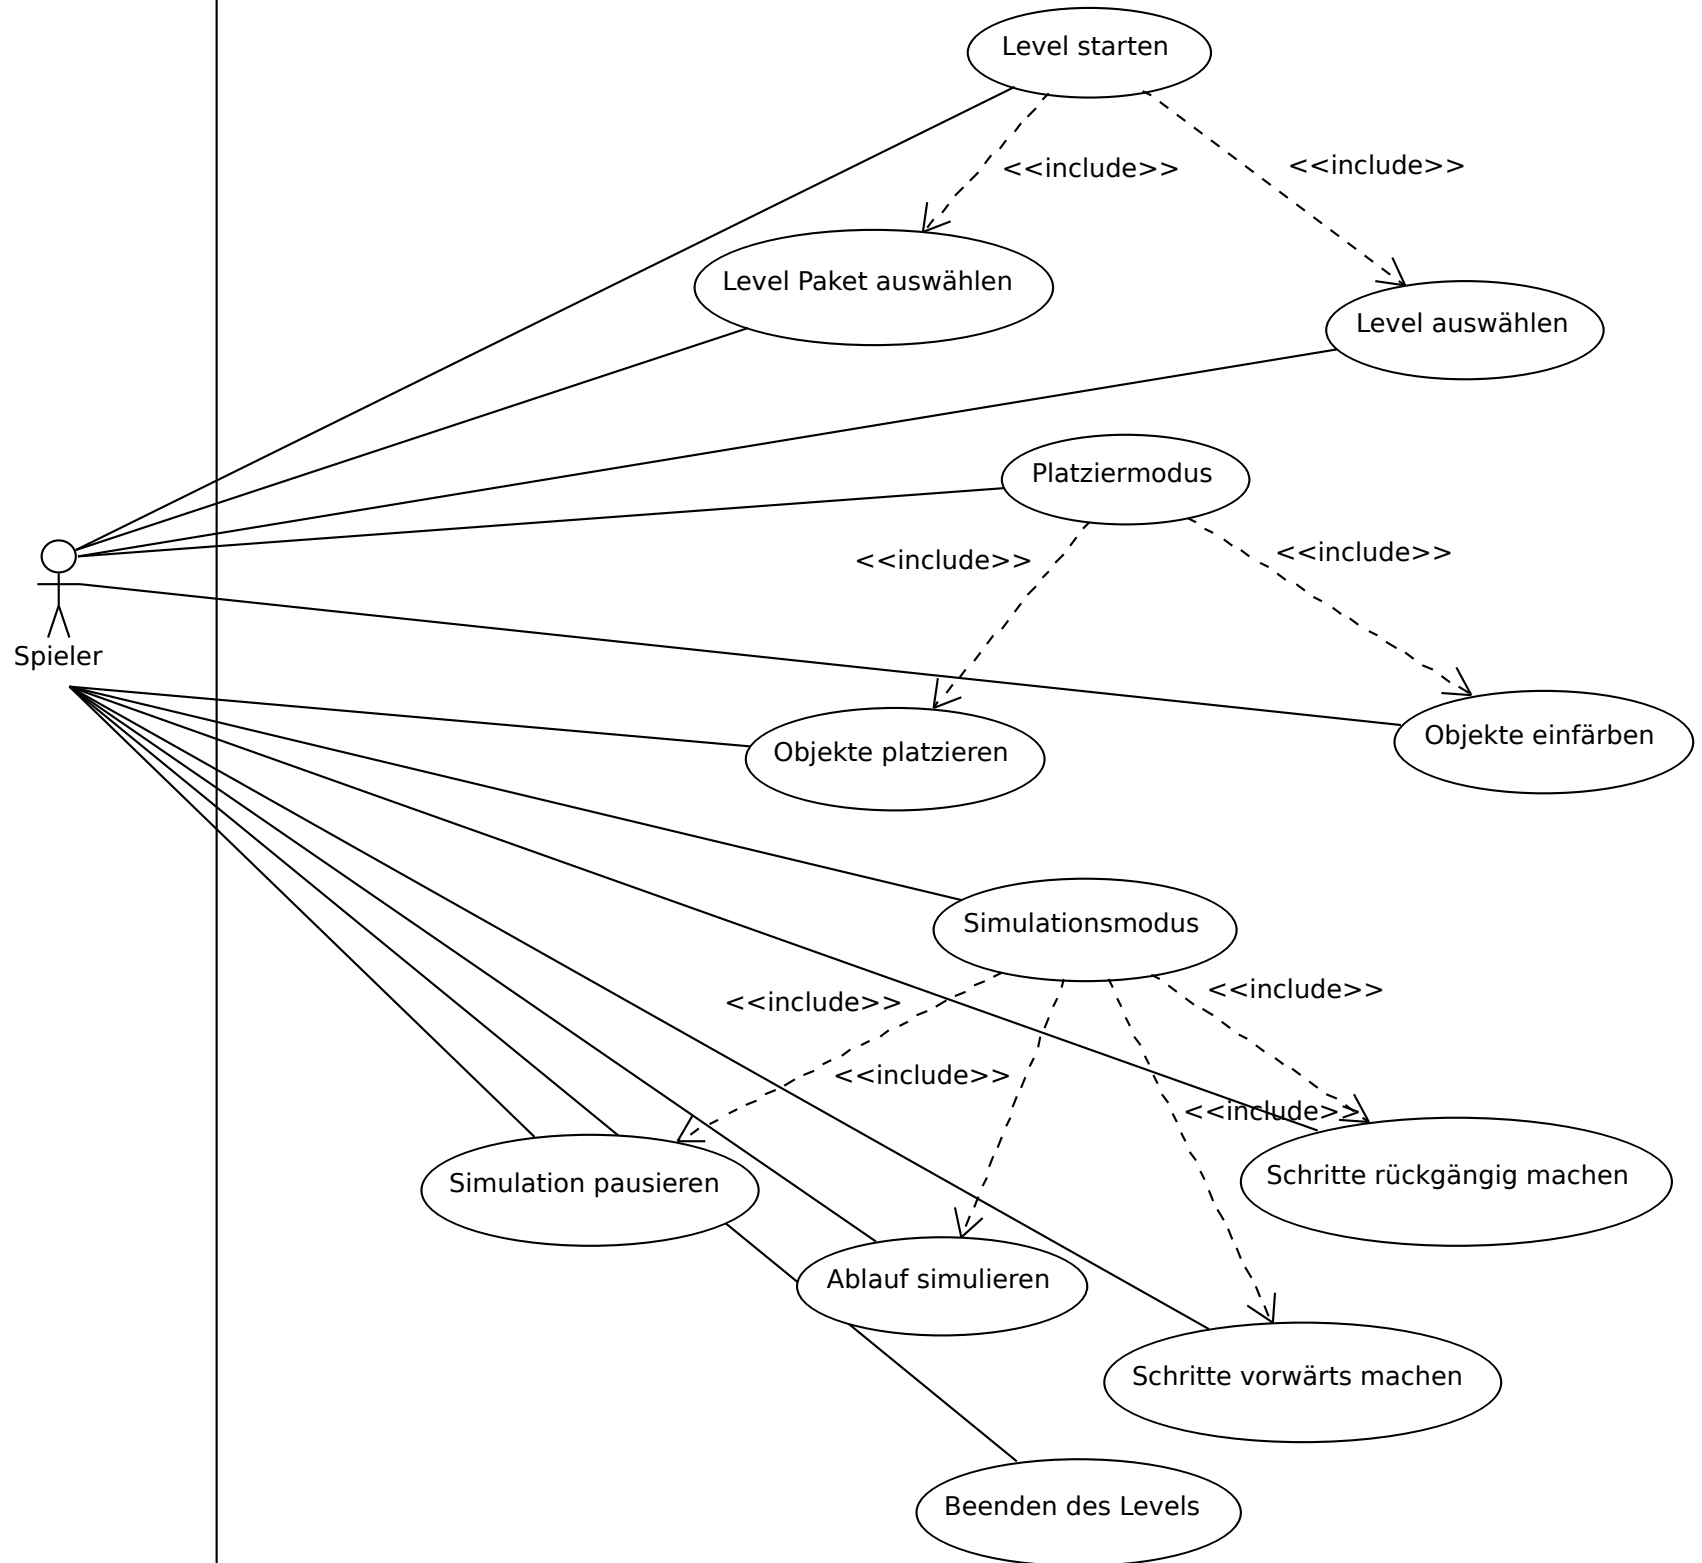 Level starten
<<include>>
<<include>>
Level Paket auswählen
Level auswählen
Platziermodus
<<include>>
<<include>>
Spieler
Objekte platzieren
Objekte einfärben
Simulationsmodus
<<include>>
<<include>>
<<include>>
<<include>>
Simulation pausieren
Schritte rückgängig machen
Ablauf simulieren
Schritte vorwärts machen
Beenden des Levels